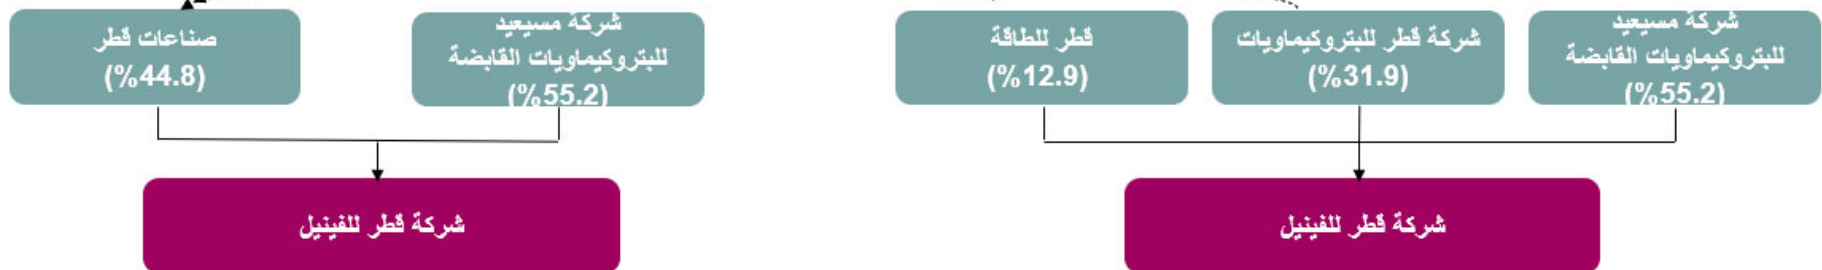 شركة مسيعيد
للبتروكيماويات القابضة
(%55.2)
شركة قطر للبتروكيماويات
(%31.9)
قطر للطاقة
(%12.9)
شركة قطر للفينيل
شركة مسيعيد
للبتروكيماويات القابضة
(%55.2)
صناعات قطر
(%44.8)
شركة قطر للفينيل